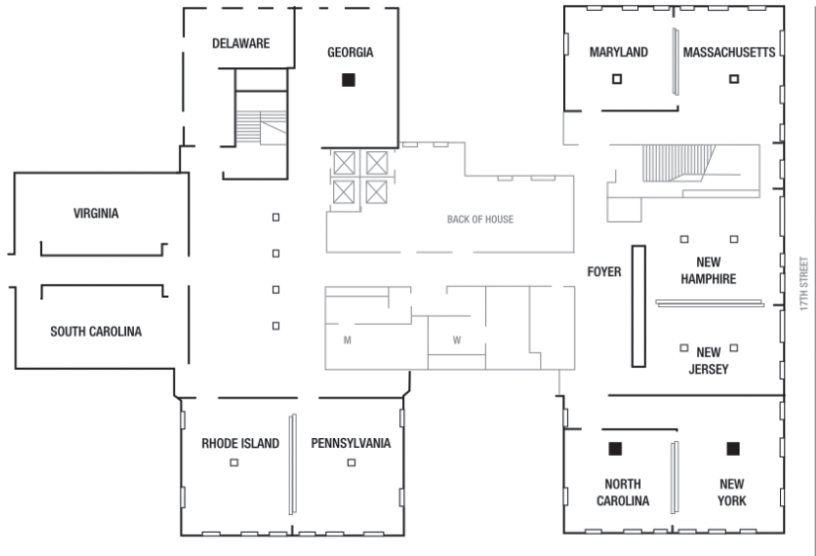 DELAWARE
GEORGIA
MARYLAND
MASSACHUSETTS
VIRGINIA
BACK OF HOUSE
FOYER
NEW
HAMPHIRE
17TH STREET
SOUTH CAROLINA
M
W
NEW
JERSEY
RHODE ISLAND
PENNSYLVANIA
NORTH
CAROLINA
NEW
YORK